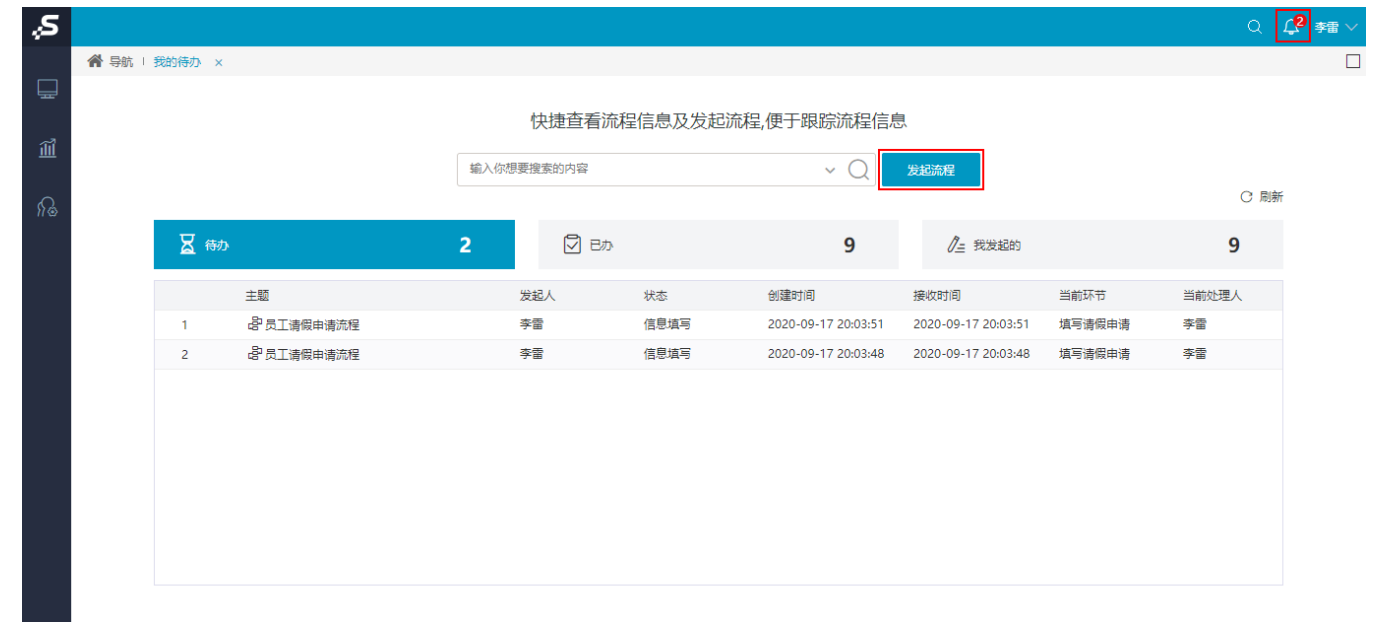 S
2 李雷
导航 我的待办 ×
快捷查看流程信息及发起流程,便于跟踪流程信息
输入你想要搜索的内容 发起流程
刷新
待办 2 已办 9 我发起的 9
主题 发起人 状态 创建时间 接收时间 当前环节 当前处理人
1 员工请假申请流程 李雷 信息填写 2020-09-17 20:03:51 2020-09-17 20:03:51 填写请假申请 李雷
2 员工请假申请流程 李雷 信息填写 2020-09-17 20:03:48 2020-09-17 20:03:48 填写请假申请 李雷